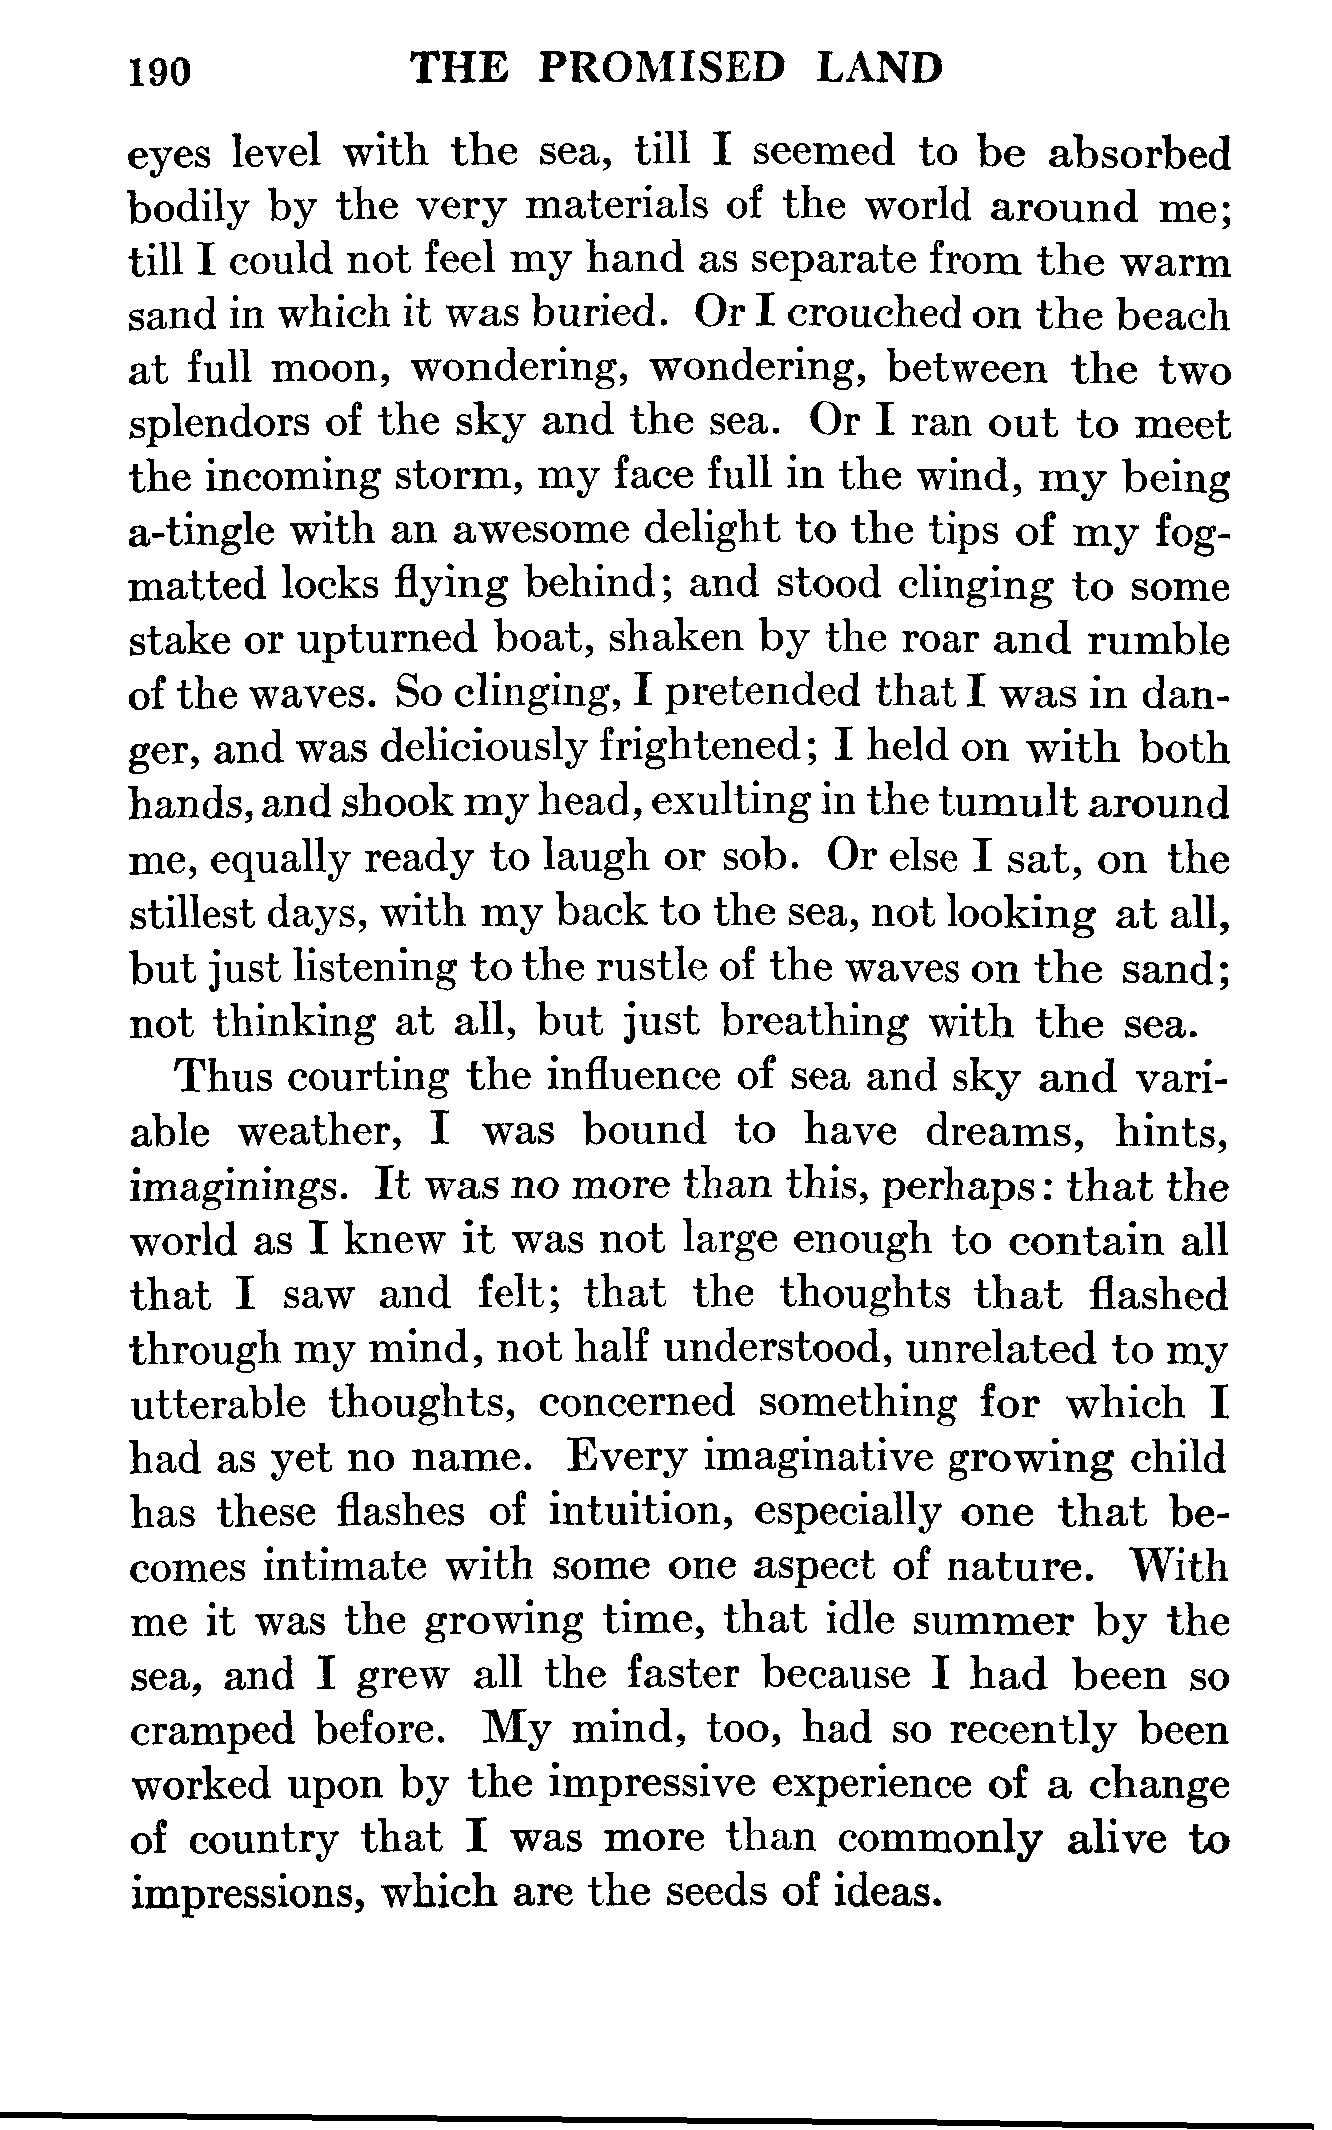 190 THE PROMISED LAND
eyes level with the sea, till I seemed to be absorbed
bodily by the very materials of the world around me;
till I could not feel my hand as separate from the warm
sand in which it was buried. Or I crouched on the beach
at full moon, wondering, wondering, between the two
splendors of the sky and the sea. Or I ran out to meet
the incoming storm, my face full in the wind, my being
a-tingle with an awesome delight to the tips of my fog-
matted locks flying behind; and stood clinging to some
stake or upturned boat, shaken by the roar and rumble
of the waves. So clinging, I pretended that I was in dan-
ger, and was deliciously frightened; I held on with both
hands, and shook my head, exulting in the tumult around
me, equally ready to laugh or sob. Or else I sat, on the
stillest days, with my back to the sea, not looking at all,
but just listening to the rustle of the waves on the sand;
not thinking at all, but just breathing with the sea.
Thus courting the influence of sea and sky and vari-
able weather, I was bound to have dreams, hints,
imaginings. It was no more than this, perhaps: that the
world as I knew it was not large enough to contain all
that I saw and felt; that the thoughts that flashed
through my mind, not half understood, unrelated to my
utterable thoughts, concerned something for which I
had as yet no name. Every imaginative growing child
has these flashes of intuition, especially one that be-
comes intimate with some one aspect of nature. With
me it was the growing time, that idle summer by the
sea, and I grew all the faster because I had been so
cramped before. My mind, too, had so recently been
worked upon by the impressive experience of a change
of country that I was more than commonly alive to
impressions, which are the seeds of ideas.